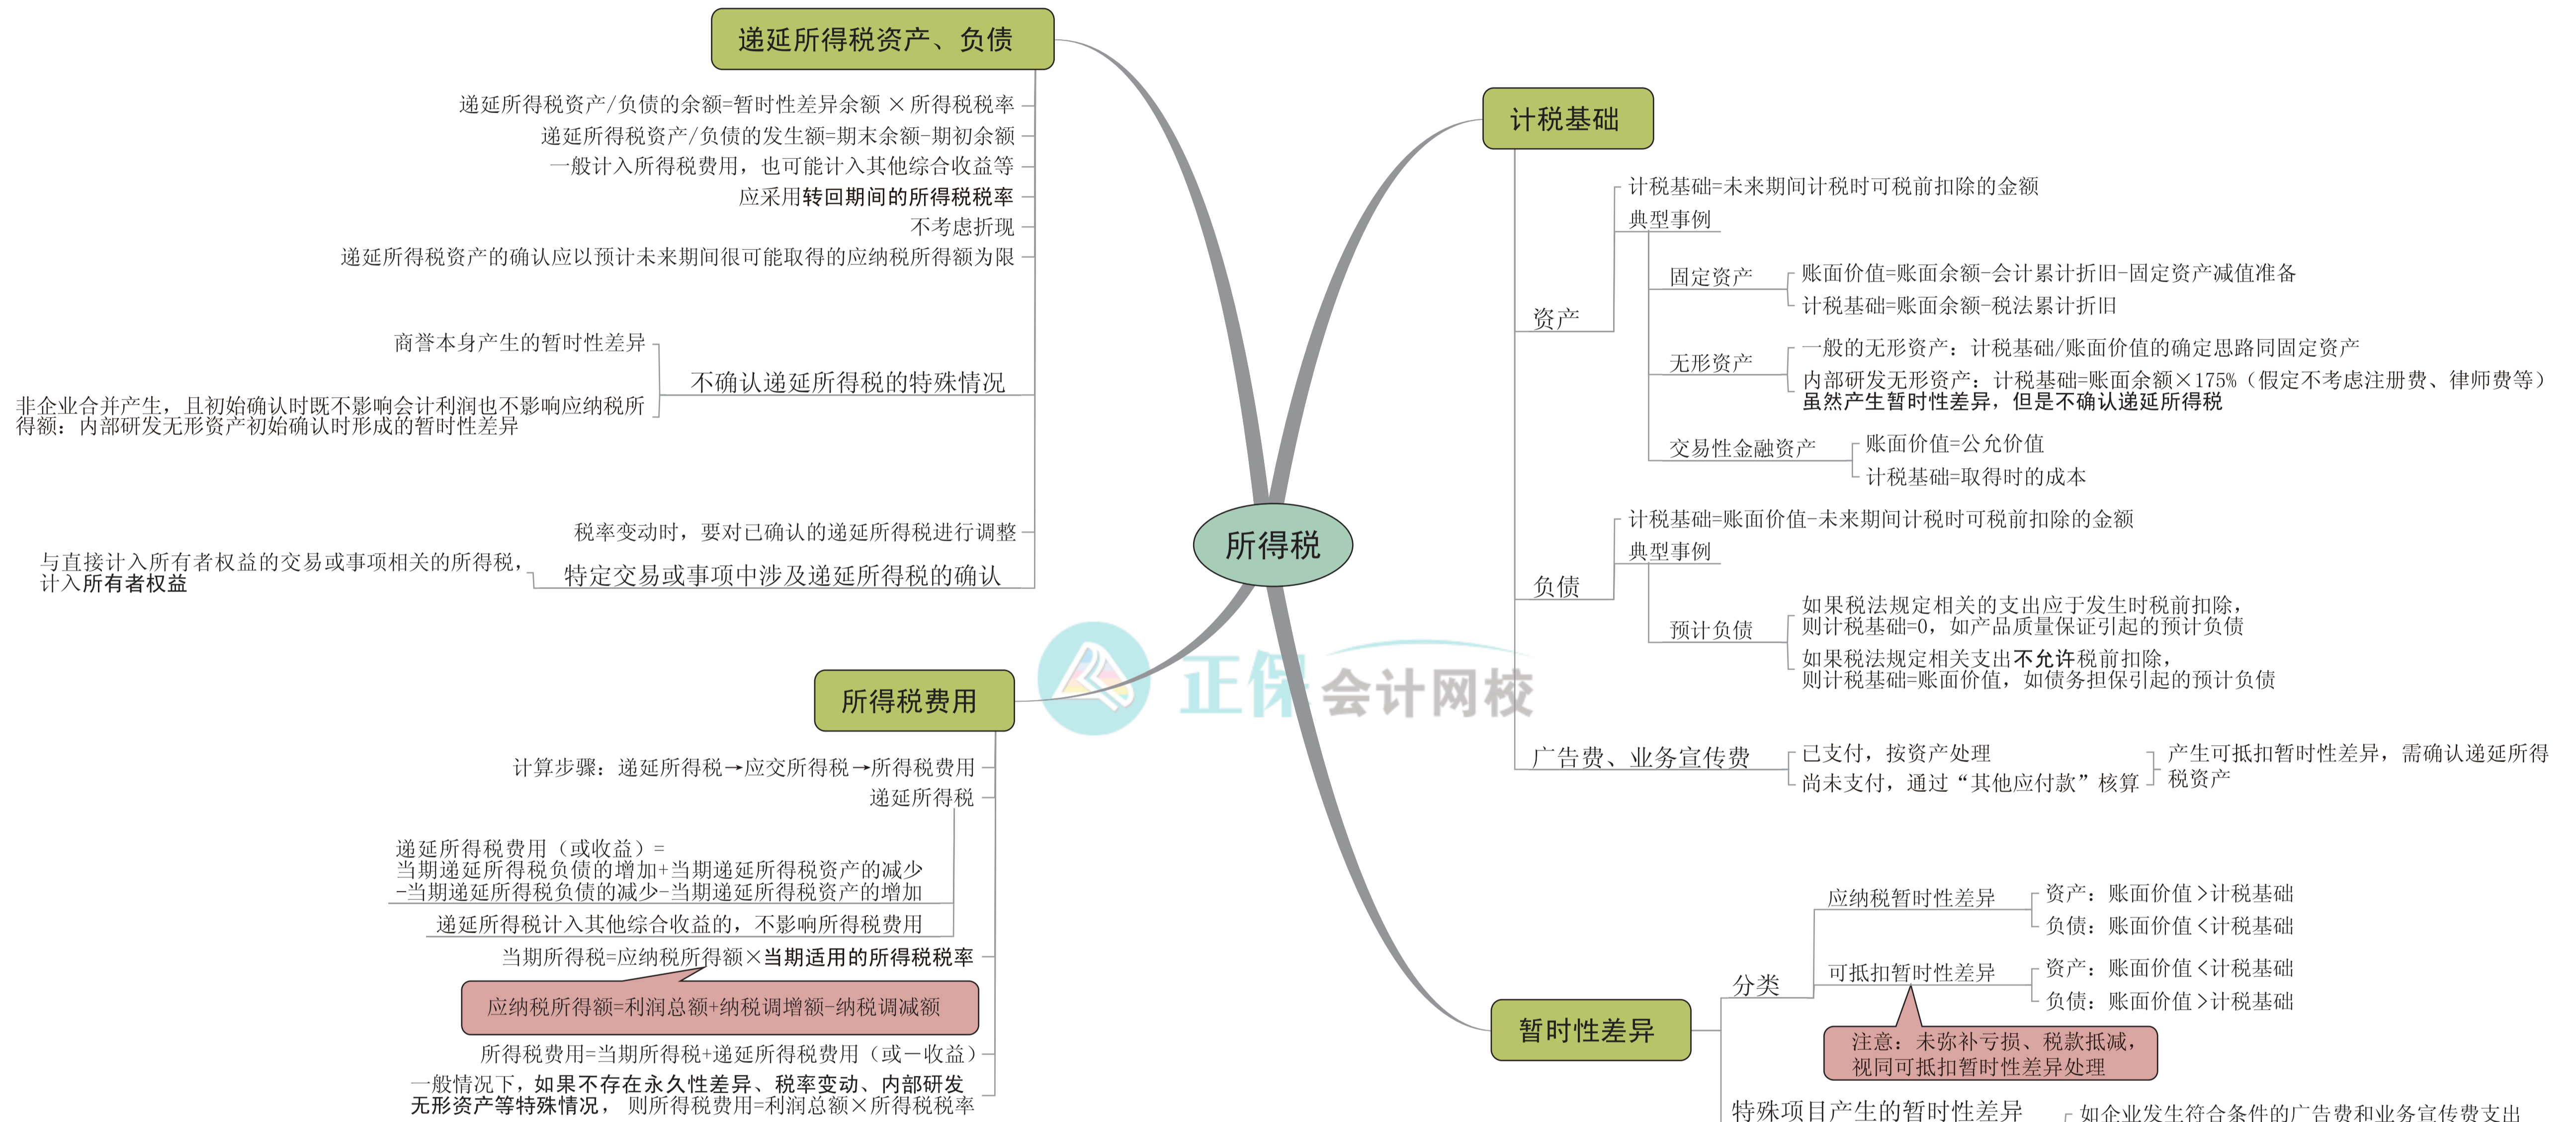 所得税
递延所得税资产、负债
递延所得税资产/负债的余额=暂时性差异余额 × 所得税税率
递延所得税资产/负债的发生额=期末余额-期初余额
一般计入所得税费用，也可能计入其他综合收益等
应采用转回期间的所得税税率
不考虑折现
递延所得税资产的确认应以预计未来期间很可能取得的应纳税所得额为限
不确认递延所得税的特殊情况
商誉本身产生的暂时性差异
非企业合并产生，且初始确认时既不影响会计利润也不影响应纳税所
得额：内部研发无形资产初始确认时形成的暂时性差异
税率变动时，要对已确认的递延所得税进行调整
特定交易或事项中涉及递延所得税的确认
与直接计入所有者权益的交易或事项相关的所得税，
计入所有者权益
所得税费用
计算步骤：递延所得税→应交所得税→所得税费用
递延所得税
递延所得税费用（或收益）=
当期递延所得税负债的增加+当期递延所得税资产的减少
-当期递延所得税负债的减少-当期递延所得税资产的增加
递延所得税计入其他综合收益的，不影响所得税费用
当期所得税=应纳税所得额×当期适用的所得税税率
应纳税所得额=利润总额+纳税调增额-纳税调减额
所得税费用=当期所得税+递延所得税费用（或－收益）
一般情况下，如果不存在永久性差异、税率变动、内部研发
无形资产等特殊情况， 则所得税费用=利润总额×所得税税率
计税基础
资产
计税基础=未来期间计税时可税前扣除的金额
典型事例
固定资产
账面价值=账面余额-会计累计折旧-固定资产减值准备
计税基础=账面余额-税法累计折旧
无形资产
一般的无形资产：计税基础/账面价值的确定思路同固定资产
内部研发无形资产：计税基础=账面余额×175%（假定不考虑注册费、律师费等）
虽然产生暂时性差异，但是不确认递延所得税
交易性金融资产
账面价值=公允价值
计税基础=取得时的成本
负债
计税基础=账面价值-未来期间计税时可税前扣除的金额
典型事例
预计负债
如果税法规定相关的支出应于发生时税前扣除，
则计税基础=0，如产品质量保证引起的预计负债
如果税法规定相关支出不允许税前扣除，
则计税基础=账面价值，如债务担保引起的预计负债
广告费、业务宣传费
已支付，按资产处理
尚未支付，通过“其他应付款”核算
产生可抵扣暂时性差异，需确认递延所得
税资产
暂时性差异
分类
应纳税暂时性差异
资产：账面价值>计税基础
负债：账面价值<计税基础
可抵扣暂时性差异
资产：账面价值<计税基础
负债：账面价值>计税基础
注意：未弥补亏损、税款抵减，
视同可抵扣暂时性差异处理
特殊项目产生的暂时性差异
如企业发生符合条件的广告费和业务宣传费支出
正保会计网校